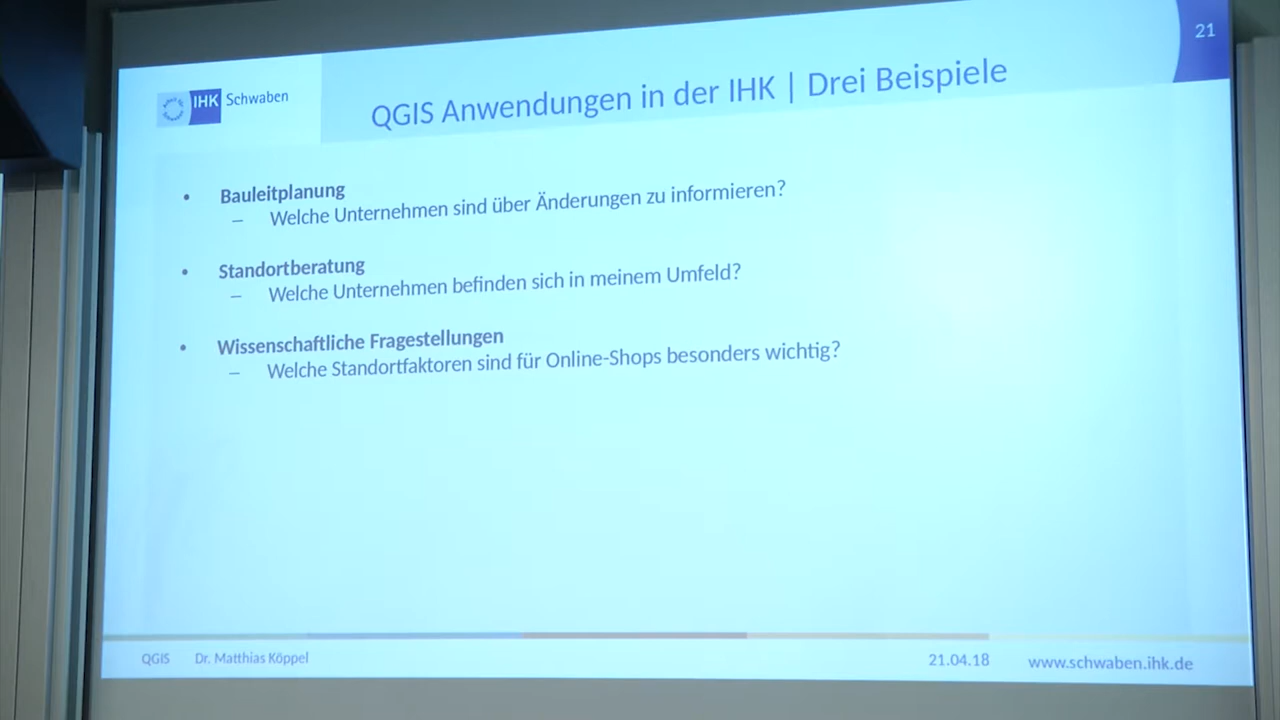 21
IHK Schwaben
QGIS Anwendungen in der IHK | Drei Beispiele
• Bauleitplanung
– Welche Unternehmen sind über Änderungen zu informieren?
• Standortberatung
– Welche Unternehmen befinden sich in meinem Umfeld?
• Wissenschaftliche Fragestellungen
– Welche Standortfaktoren sind für Online-Shops besonders wichtig?
QGIS Dr. Matthias Köppel 21.04.18 www.schwaben.ihk.de